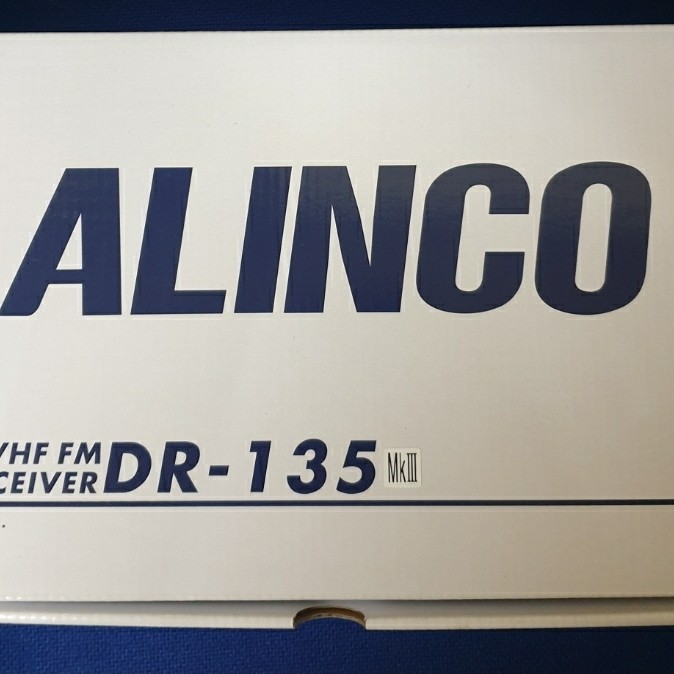 ALINCO
VHF FM
CEIVER DR-135 MkIII